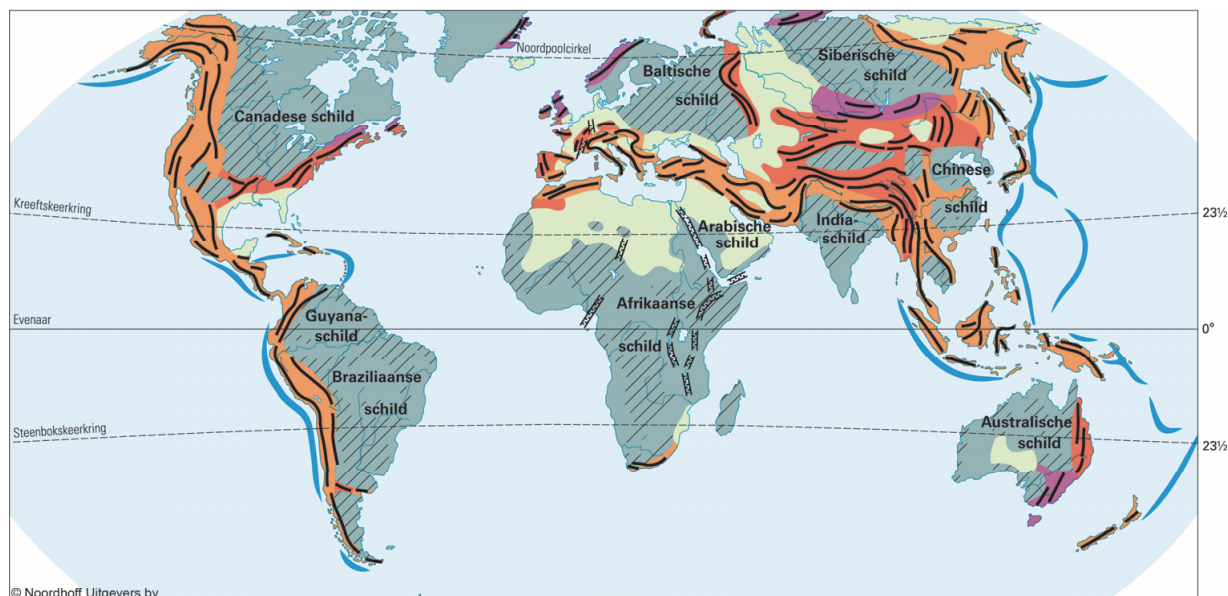 Noordpoolcirkel
Siberische
schild
Baltische
schild
Canadese schild
Chinese
schild
Kreeftskeerkring
23½
Arabische
schild
India-
schild
Afrikaanse
schild
Guyana-
schild
Evenaar
0°
Braziliaanse
schild
Australische
schild
Steenbokskeerkring
23½
© Noordhoff Uitgevers bv